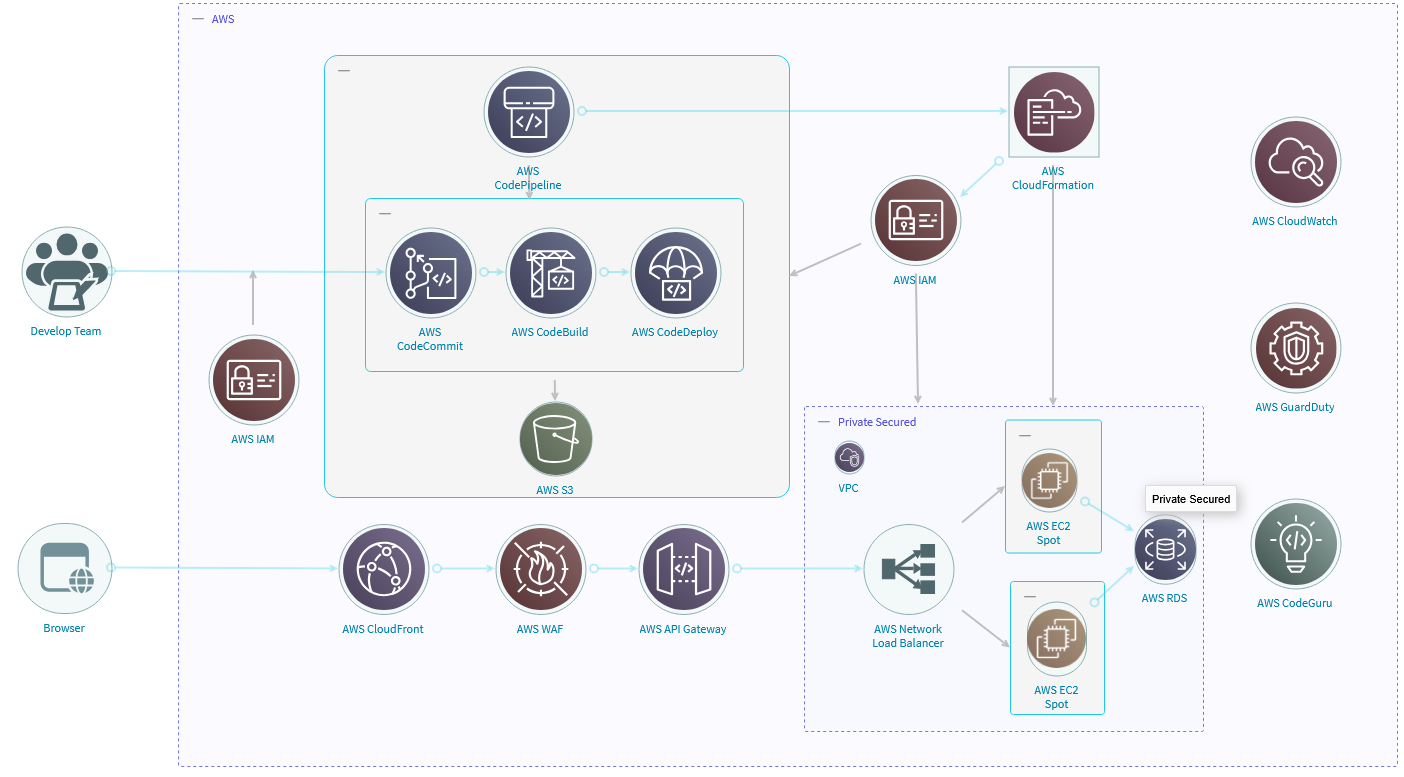 AWS
AWS
CodePipeline
AWS
CloudFormation
AWS CloudWatch
AWS IAM
Develop Team
AWS
CodeCommit
AWS CodeBuild
AWS CodeDeploy
AWS IAM
AWS S3
AWS GuardDuty
Private Secured
VPC
AWS EC2
Spot
Private Secured
AWS RDS
AWS CodeGuru
Browser
AWS CloudFront
AWS WAF
AWS API Gateway
AWS Network
Load Balancer
AWS EC2
Spot